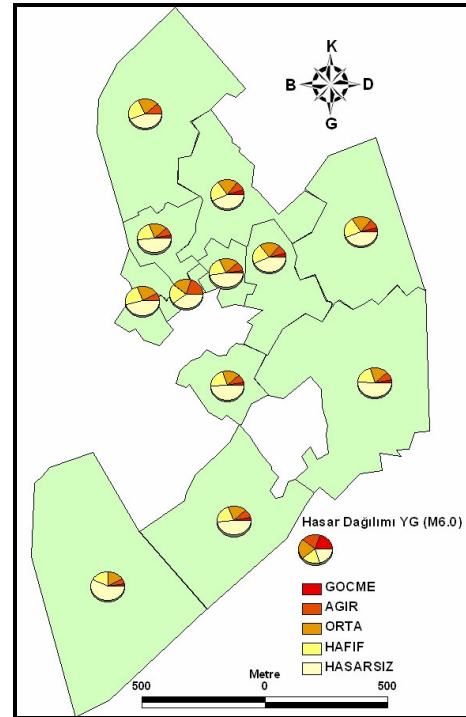 K
B D
G
Hasar Dağılımı YG (M6.0)
GOCME
AGIR
ORTA
HAFIF
HASARSIZ
Metre
500 0 500